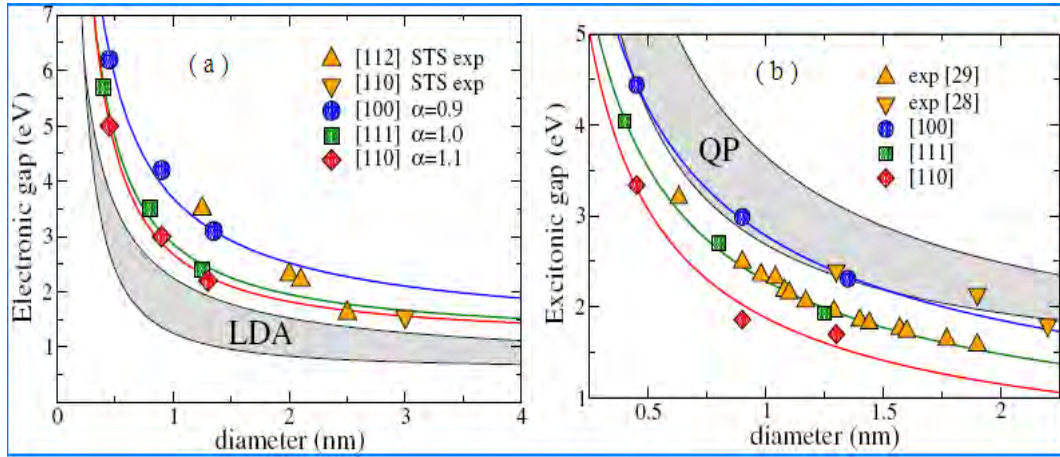 ( a )
[112] STS exp
[110] STS exp
[100] α=0.9
[111] α=1.0
[110] α=1.1
LDA
Electronic gap (eV)
7
6
5
4
3
2
1
0 1 2 3 4
diameter (nm)
( b )
exp [29]
exp [28]
[100]
[111]
[110]
QP
Excitonic gap (eV)
5
4
3
2
1
0.5 1 1.5 2
diameter (nm)